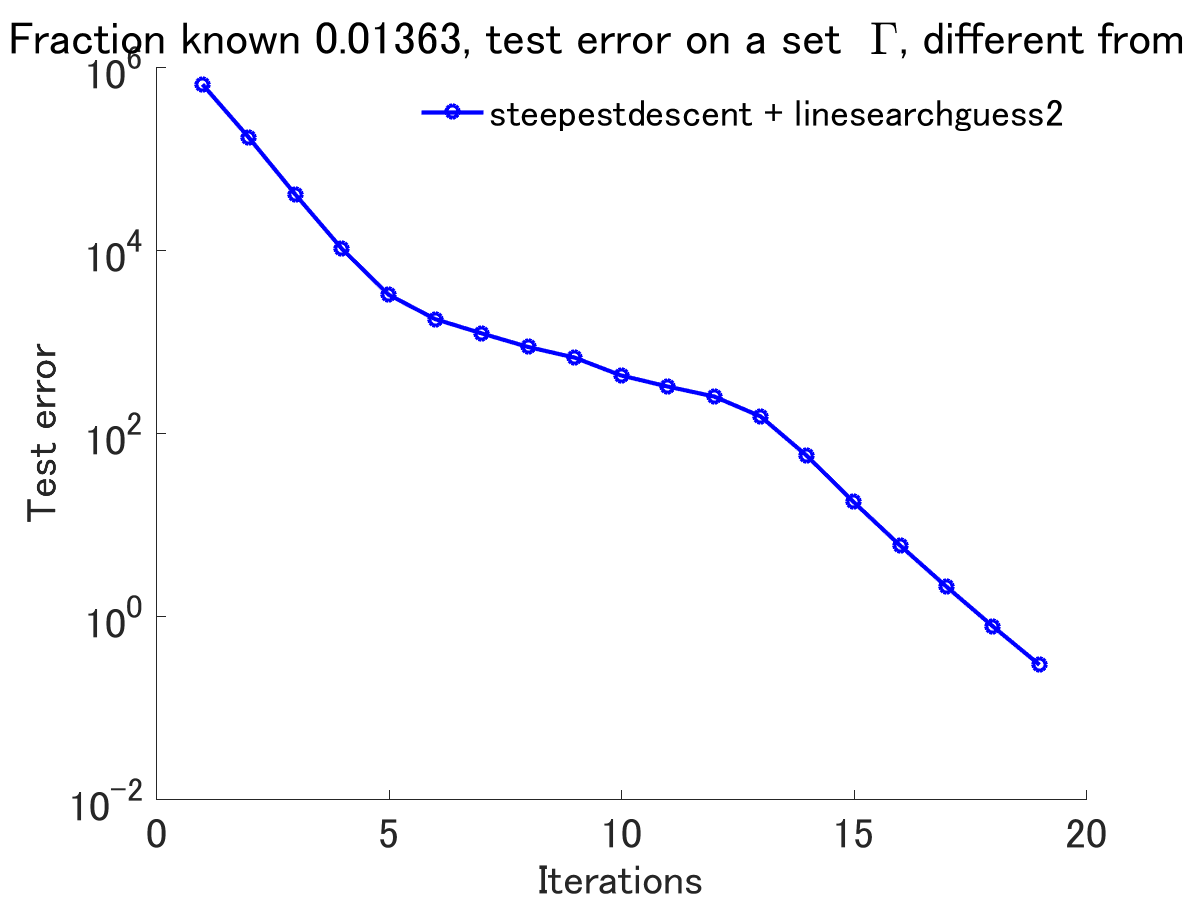 Fraction known 0.01363, test error on a set Γ, different from
steepestdescent + linesearchguess2
Test error
10^6
10^4
10^2
10^0
10^-2
0 5 10 15 20
Iterations